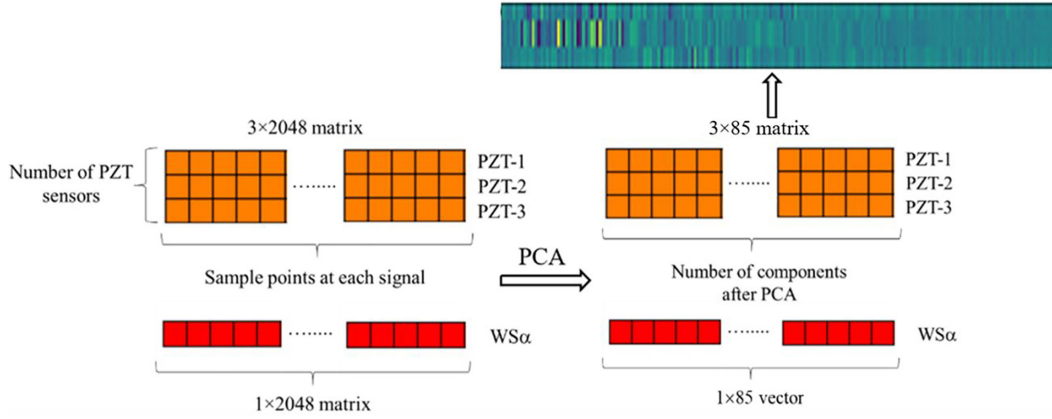 3×2048 matrix
3×85 matrix
Number of PZT
sensors
········
PZT-1
PZT-2
PZT-3
········
PZT-1
PZT-2
PZT-3
Sample points at each signal
PCA
Number of components
after PCA
········
WSα
········
WSα
1×2048 matrix
1×85 vector